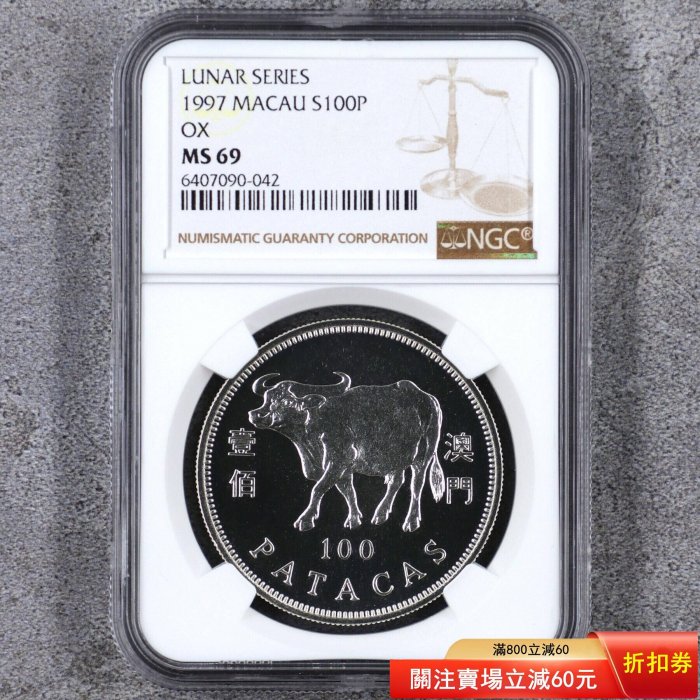 LUNAR SERIES
1997 MACAU S100P
OX
MS 69
6407090-042
NUMISMATIC GUARANTY CORPORATION
NGC®
壹佰
澳門
100
PATACAS
滿800立減60
關注賣場立減60元
折扣券